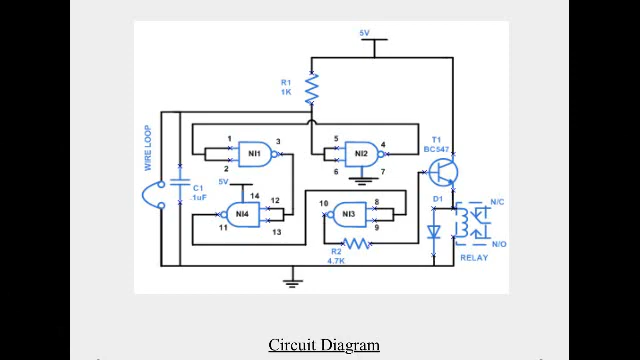 5V
R1
1K
WIRE LOOP
1
2
3
NI1
5
6
4
NI2
7
T1
BC547
C1
.1uF
5V
14
NI4
12
13
11
10
NI3
8
9
D1
N/C
N/O
RELAY
R2
4.7K
Circuit Diagram